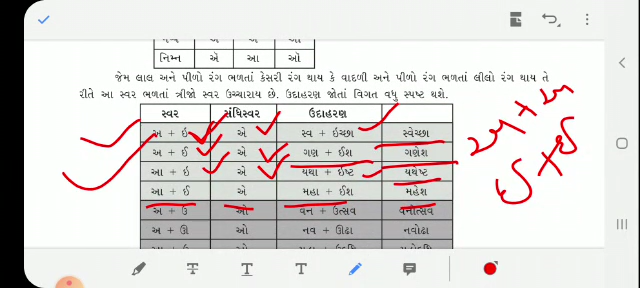 નિમ્ન એ આ ઑ
જેમ લાલ અને પીળો રંગ ભળતાં કેસરી રંગ થાય કે વાદળી અને પીળો રંગ ભળતાં લીલો રંગ થાય તે
રીતે આ સ્વર ભળતાં ત્રીજો સ્વર ઉચ્ચારાય છે. ઉદાહરણ જોતાં વિગત વધુ સ્પષ્ટ થશે.
સ્વર સંધિસ્વર ઉદાહરણ
અ + ઇ એ સ્વ + ઇચ્છા સ્વેચ્છા
અ + ઈ એ ગણ + ઈશ ગણેશ
આ + ઇ એ યથા + ઇષ્ટ યથેષ્ટ
આ + ઈ એ મહા + ઈશ મહેશ
અ + ઉ ઓ વન + ઉત્સવ વનોત્સવ
અ + ઊ ઓ નવ + ઊઢા નવોઢા
અ + અ
ઈ + ઈ